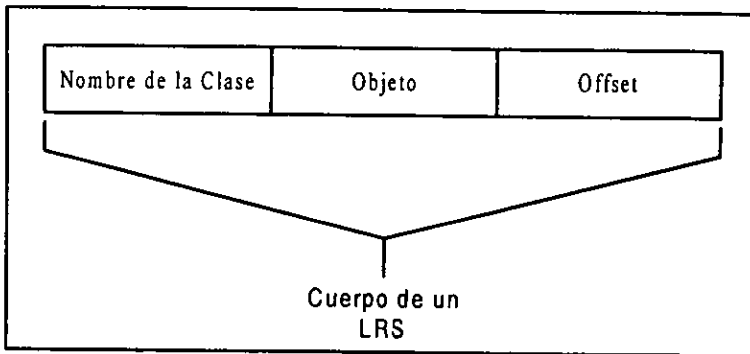 Nombre de la Clase
Objeto
Offset
Cuerpo de un
LRS